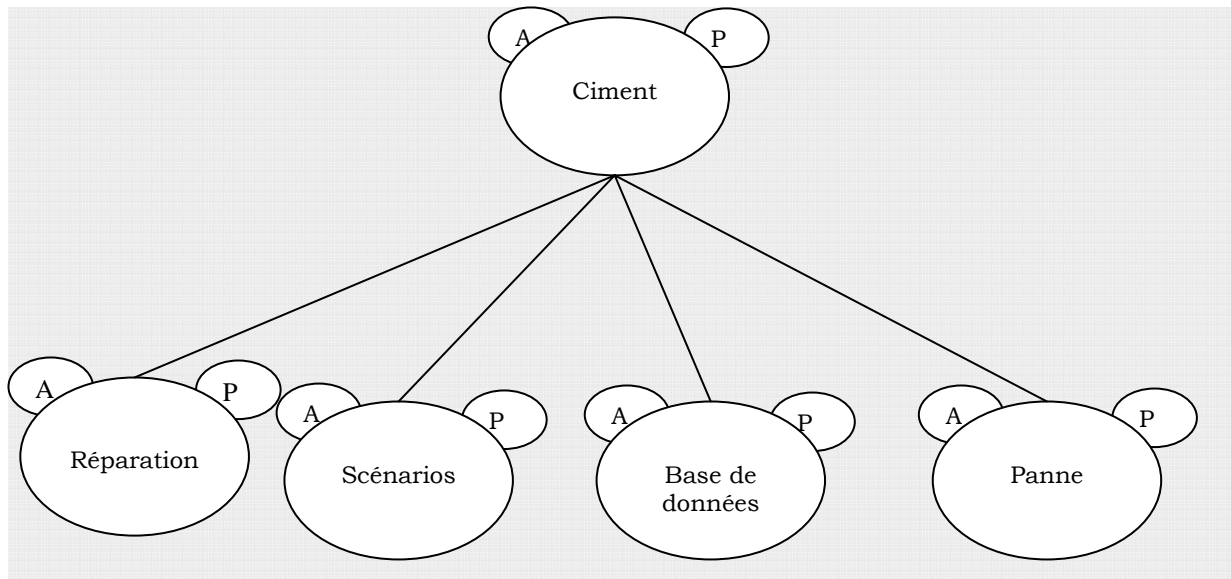 A
P
Ciment
A
P
Réparation
A
P
Scénarios
A
P
Base de
données
A
P
Panne